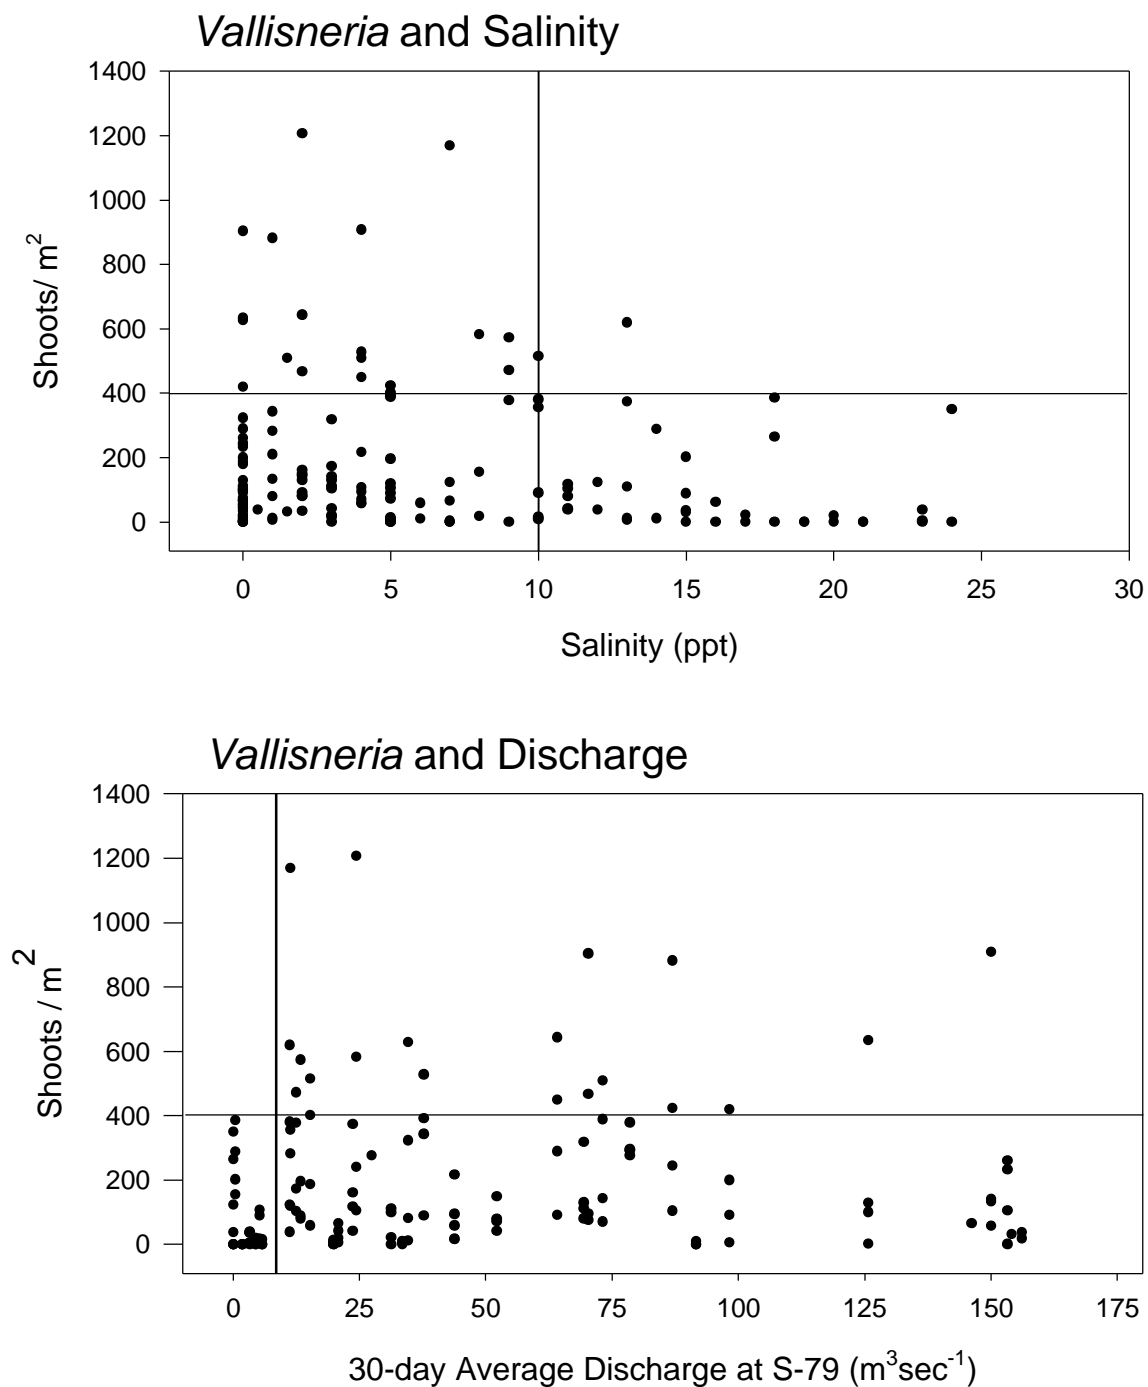 Vallisneria and Salinity
1400
1200
1000
800
600
400
200
0
Shoots/ m²
0 5 10 15 20 25 30
Salinity (ppt)
Vallisneria and Discharge
1400
1200
1000
800
600
400
200
0
Shoots / m²
0 25 50 75 100 125 150 175
30-day Average Discharge at S-79 (m³sec⁻¹)